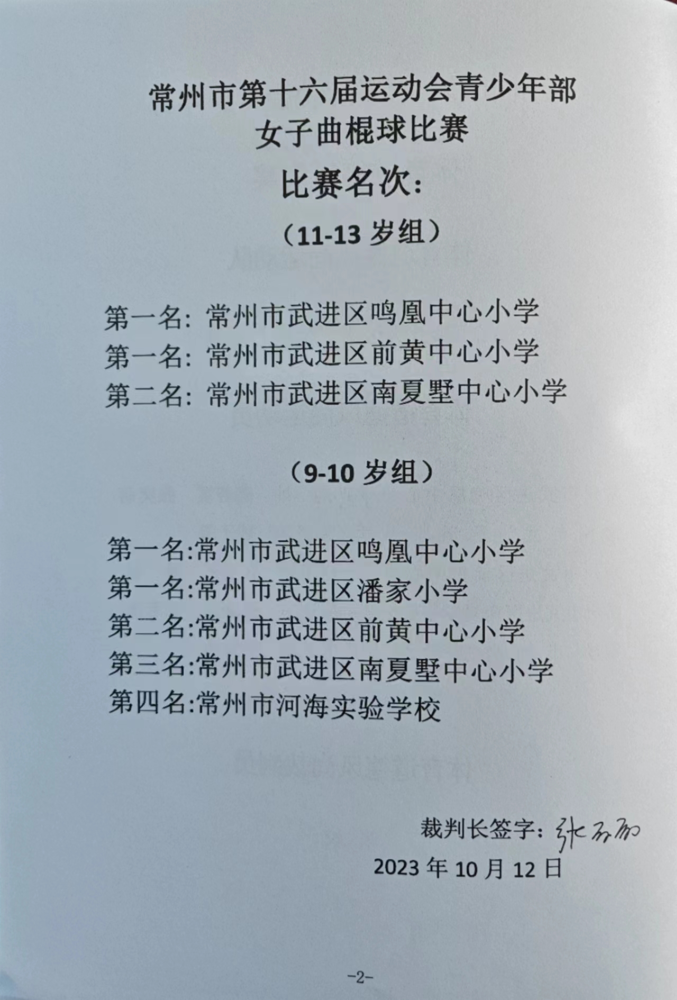 常州市第十六届运动会青少年部
女子曲棍球比赛
比赛名次：
（11-13 岁组）
第一名: 常州市武进区鸣凰中心小学
第一名: 常州市武进区前黄中心小学
第二名: 常州市武进区南夏墅中心小学
（9-10 岁组）
第一名:常州市武进区鸣凰中心小学
第一名:常州市武进区潘家小学
第二名:常州市武进区前黄中心小学
第三名:常州市武进区南夏墅中心小学
第四名:常州市河海实验学校
裁判长签字：张
2023 年 10 月 12 日
-2-